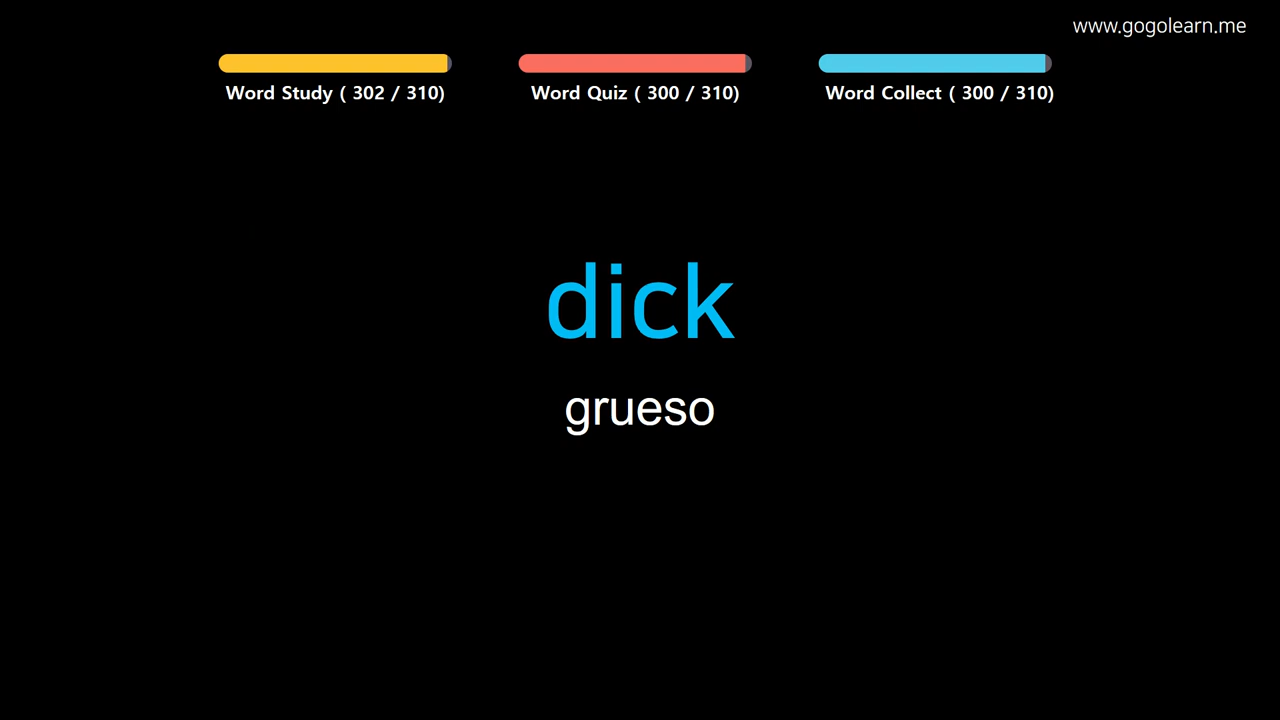 www.gogolearn.me
Word Study ( 302 / 310)
Word Quiz ( 300 / 310)
Word Collect ( 300 / 310)
dick
grueso